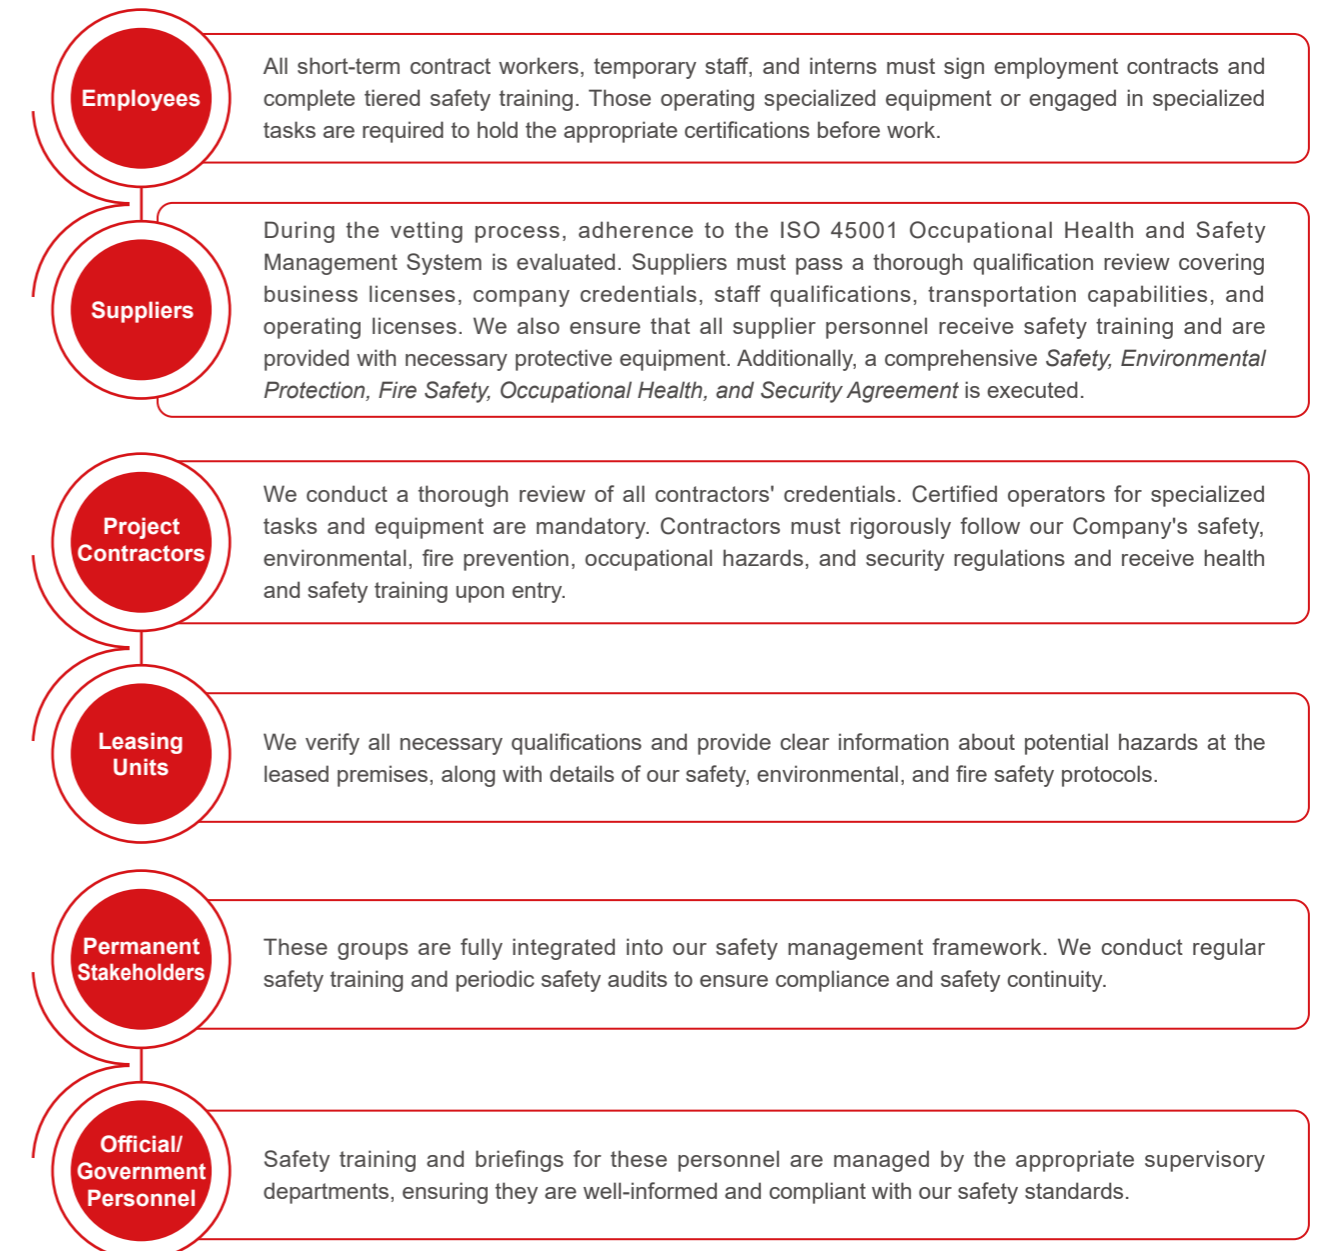 Employees
All short-term contract workers, temporary staff, and interns must sign employment contracts and
complete tiered safety training. Those operating specialized equipment or engaged in specialized
tasks are required to hold the appropriate certifications before work.
Suppliers
During the vetting process, adherence to the ISO 45001 Occupational Health and Safety
Management System is evaluated. Suppliers must pass a thorough qualification review covering
business licenses, company credentials, staff qualifications, transportation capabilities, and
operating licenses. We also ensure that all supplier personnel receive safety training and are
provided with necessary protective equipment. Additionally, a comprehensive Safety, Environmental
Protection, Fire Safety, Occupational Health, and Security Agreement is executed.
Project
Contractors
We conduct a thorough review of all contractors' credentials. Certified operators for specialized
tasks and equipment are mandatory. Contractors must rigorously follow our Company's safety,
environmental, fire prevention, occupational hazards, and security regulations and receive health
and safety training upon entry.
Leasing
Units
We verify all necessary qualifications and provide clear information about potential hazards at the
leased premises, along with details of our safety, environmental, and fire safety protocols.
Permanent
Stakeholders
These groups are fully integrated into our safety management framework. We conduct regular
safety training and periodic safety audits to ensure compliance and safety continuity.
Official/
Government
Personnel
Safety training and briefings for these personnel are managed by the appropriate supervisory
departments, ensuring they are well-informed and compliant with our safety standards.